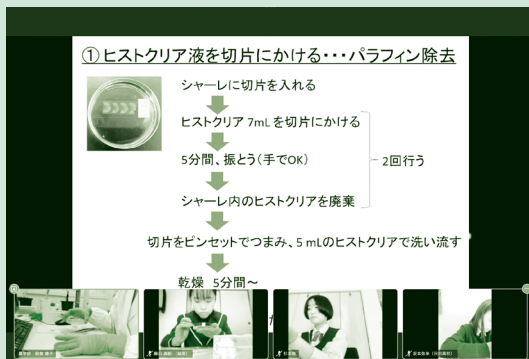 ①ヒストクリア液を切片にかける・・・パラフィン除去
シャーレに切片を入れる
ヒストクリア 7mL を切片にかける
5分間、振とう(手でOK)
2回行う
シャーレ内のヒストクリアを廃棄
切片をピンセットでつまみ、5 mLのヒストクリアで洗い流す
乾燥 5分間~